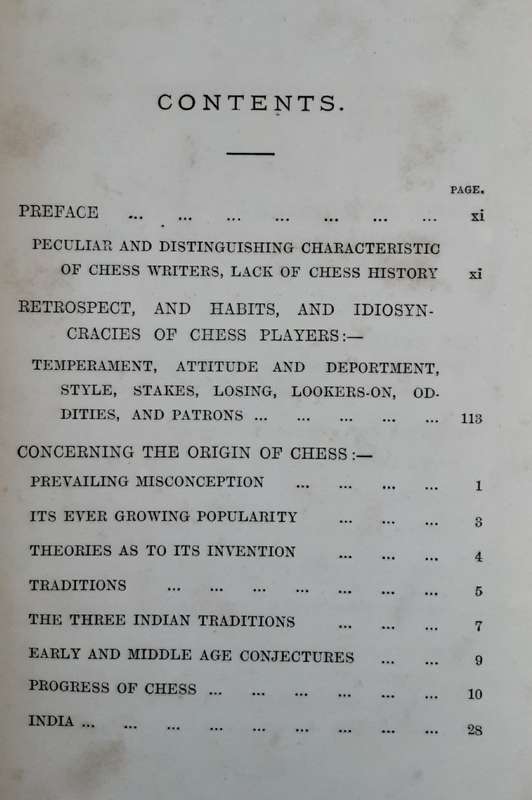 CONTENTS.
PAGE.
PREFACE ... ... ... ... ... ... ... xi
PECULIAR AND DISTINGUISHING CHARACTERISTIC
OF CHESS WRITERS, LACK OF CHESS HISTORY xi
RETROSPECT, AND HABITS, AND IDIOSYN-
CRACIES OF CHESS PLAYERS:—
TEMPERAMENT, ATTITUDE AND DEPORTMENT,
STYLE, STAKES, LOSING, LOOKERS-ON, OD-
DITIES, AND PATRONS ... ... ... ... ... 113
CONCERNING THE ORIGIN OF CHESS:—
PREVAILING MISCONCEPTION ... ... ... ... 1
ITS EVER GROWING POPULARITY ... ... ... 3
THEORIES AS TO ITS INVENTION ... ... ... 4
TRADITIONS ... ... ... ... ... ... ... 5
THE THREE INDIAN TRADITIONS ... ... ... 7
EARLY AND MIDDLE AGE CONJECTURES ... ... 9
PROGRESS OF CHESS ... ... ... ... ... ... 10
INDIA ... ... ... ... ... ... ... ... ... 28